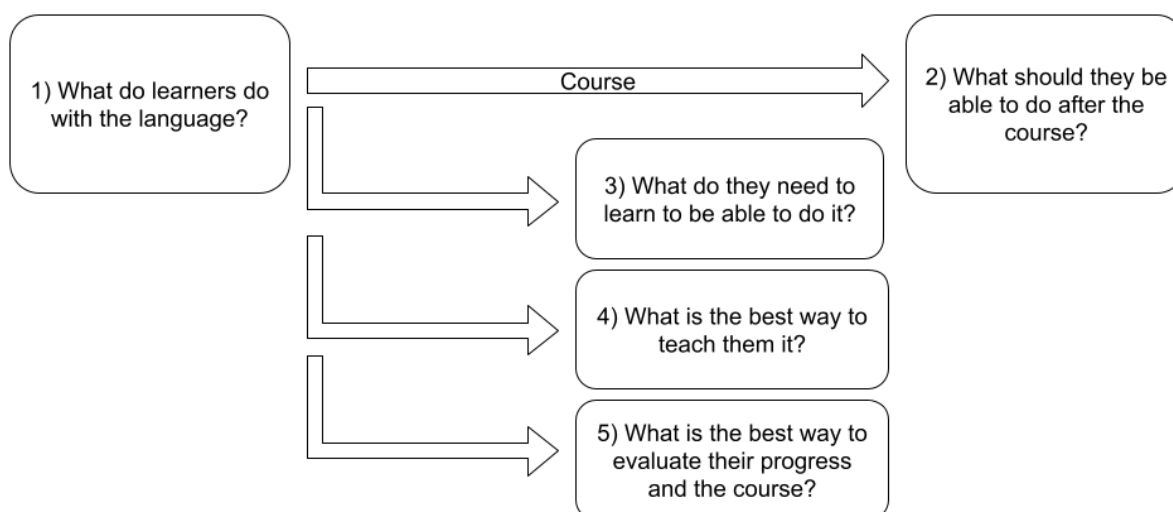 1) What do learners do
with the language?
Course
2) What should they be
able to do after the
course?
3) What do they need to
learn to be able to do it?
4) What is the best way to
teach them it?
5) What is the best way to
evaluate their progress
and the course?